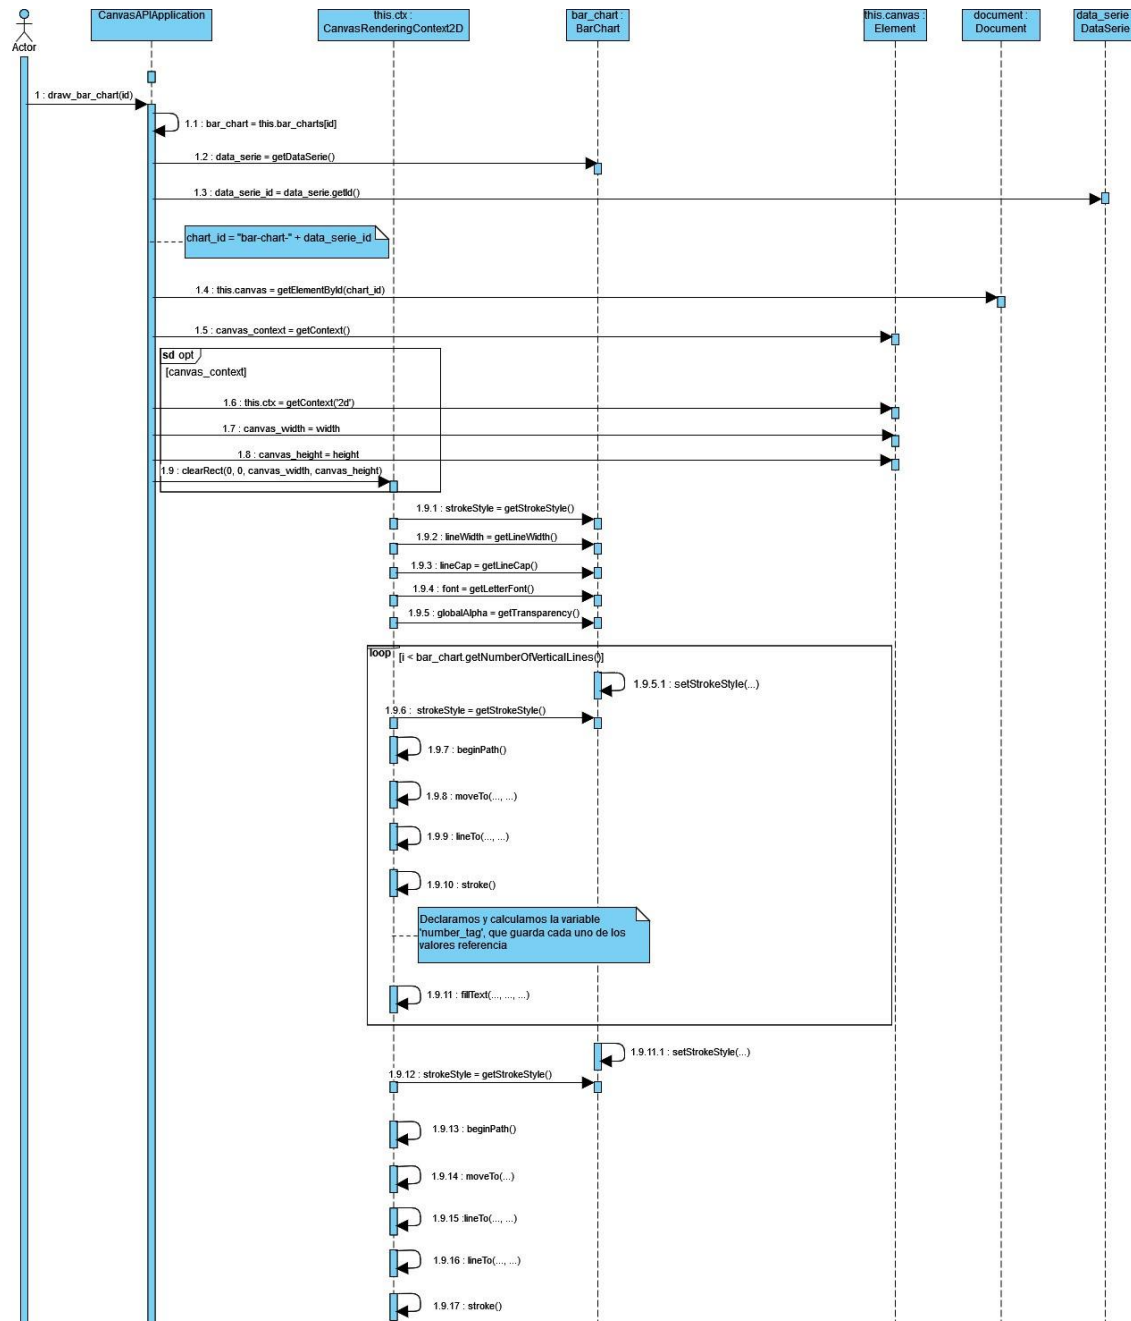 Actor
CanvasAPIApplication
this.ctx :
CanvasRenderingContext2D
bar_chart :
BarChart
this.canvas :
Element
document :
Document
data_serie :
DataSerie
1 : draw_bar_chart(id)
1.1 : bar_chart = this.bar_charts[id]
1.2 : data_serie = getDataSerie()
1.3 : data_serie_id = data_serie.getId()
chart_id = "bar-chart-" + data_serie_id
1.4 : this.canvas = getElementById(chart_id)
1.5 : canvas_context = getContext()
sd opt
[canvas_context]
1.6 : this.ctx = getContext('2d')
1.7 : canvas_width = width
1.8 : canvas_height = height
1.9 : clearRect(0, 0, canvas_width, canvas_height)
1.9.1 : strokeStyle = getStrokeStyle()
1.9.2 : lineWidth = getLineWidth()
1.9.3 : lineCap = getLineCap()
1.9.4 : font = getLetterFont()
1.9.5 : globalAlpha = getTransparency()
loop [i < bar_chart.getNumberOfVerticalLines()]
1.9.5.1 : setStrokeStyle(...)
1.9.6 : strokeStyle = getStrokeStyle()
1.9.7 : beginPath()
1.9.8 : moveTo(..., ...)
1.9.9 : lineTo(..., ...)
1.9.10 : stroke()
Declaramos y calculamos la variable
'number_tag', que guarda cada uno de los
valores referencia
1.9.11 : fillText(..., ..., ...)
1.9.11.1 : setStrokeStyle(...)
1.9.12 : strokeStyle = getStrokeStyle()
1.9.13 : beginPath()
1.9.14 : moveTo(...)
1.9.15 :lineTo(..., ...)
1.9.16 : lineTo(..., ...)
1.9.17 : stroke()